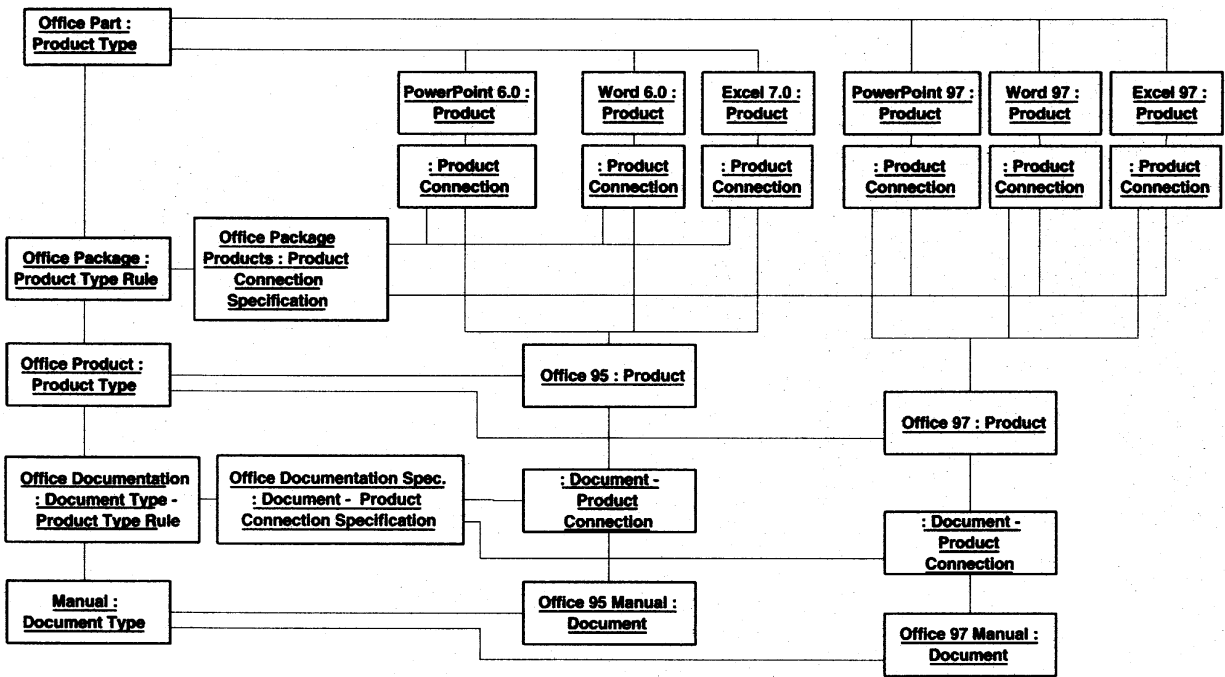 Office Part :
Product Type
PowerPoint 6.0 :
Product
Word 6.0 :
Product
Excel 7.0 :
Product
PowerPoint 97 :
Product
Word 97 :
Product
Excel 97 :
Product
: Product
Connection
: Product
Connection
: Product
Connection
: Product
Connection
: Product
Connection
: Product
Connection
Office Package :
Product Type Rule
Office Package
Products : Product
Connection
Specification
Office Product :
Product Type
Office 95 : Product
Office 97 : Product
Office Documentation
: Document Type -
Product Type Rule
Office Documentation Spec.
: Document - Product
Connection Specification
: Document -
Product
Connection
: Document -
Product
Connection
Manual :
Document Type
Office 95 Manual :
Document
Office 97 Manual :
Document